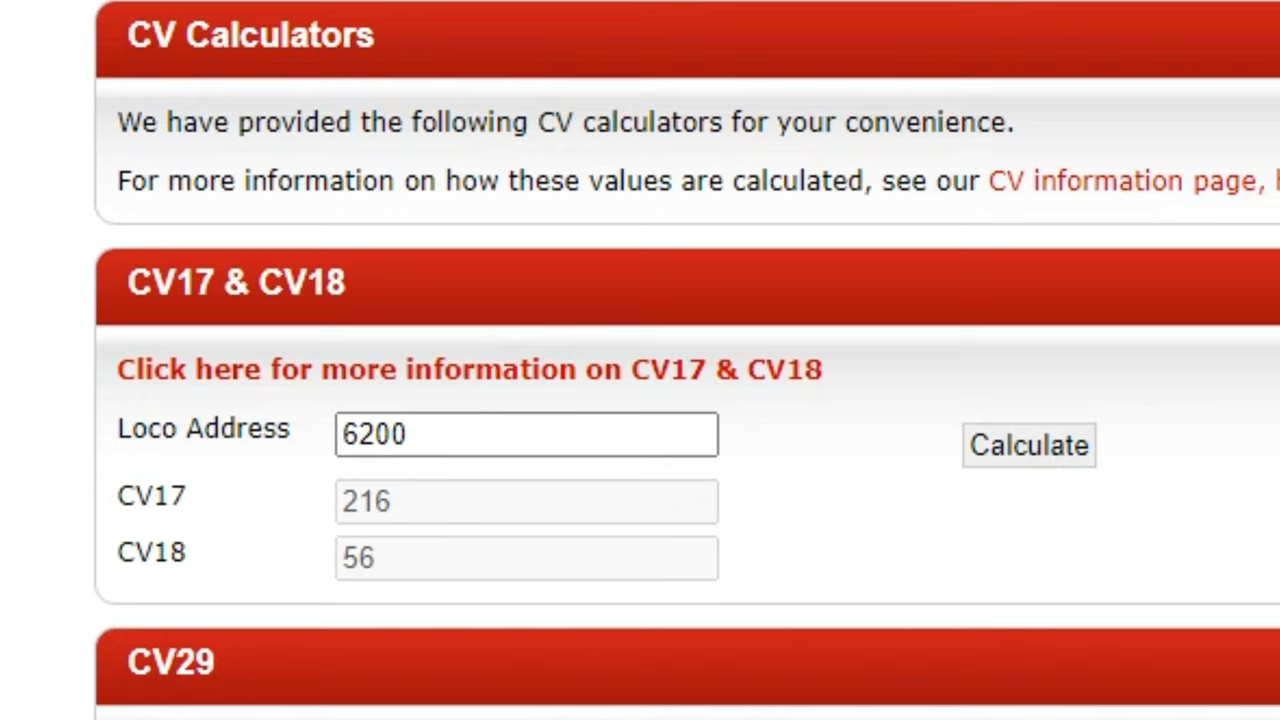 CV Calculators
We have provided the following CV calculators for your convenience.
For more information on how these values are calculated, see our CV information page,
CV17 & CV18
Click here for more information on CV17 & CV18
Loco Address 6200 Calculate
CV17 216
CV18 56
CV29